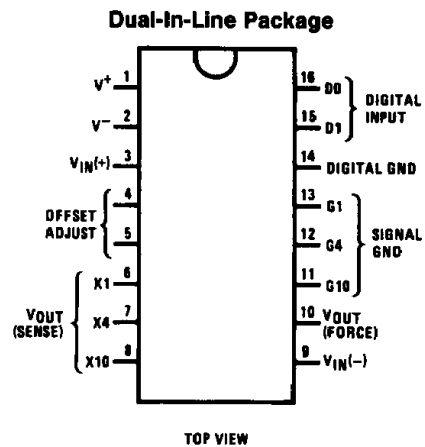 Dual-In-Line Package
V+ 1
V− 2
VIN(+) 3
4
OFFSET
ADJUST
5
X1 6
VOUT
(SENSE)
X4 7
X10 8
16 D0
DIGITAL
INPUT
15 D1
14 DIGITAL GND
13 G1
SIGNAL
GND
12 G4
11 G10
10 VOUT
(FORCE)
9 VIN(−)
TOP VIEW